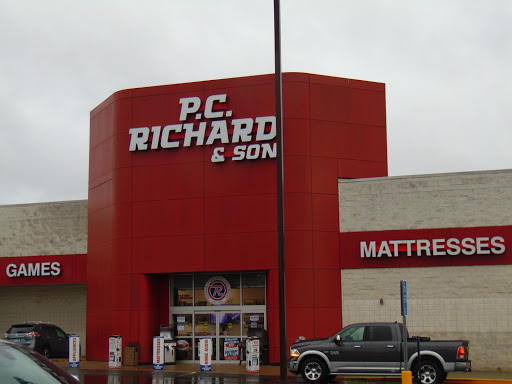 P.C.
RICHARD
& SON
GAMES
MATTRESSES
R